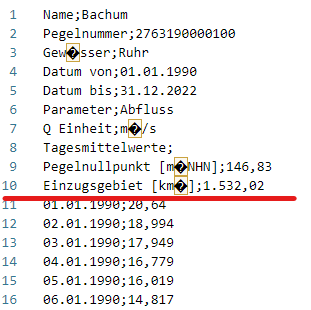 1 Name;Bachum
2 Pegelnummer;2763190000100
3 Gew�sser;Ruhr
4 Datum von;01.01.1990
5 Datum bis;31.12.2022
6 Parameter;Abfluss
7 Q Einheit;m�/s
8 Tagesmittelwerte;
9 Pegelnullpunkt [m�NHN];146,83
10 Einzugsgebiet [km�];1.532,02
11 01.01.1990;20,64
12 02.01.1990;18,994
13 03.01.1990;17,949
14 04.01.1990;16,779
15 05.01.1990;16,019
16 06.01.1990;14,817